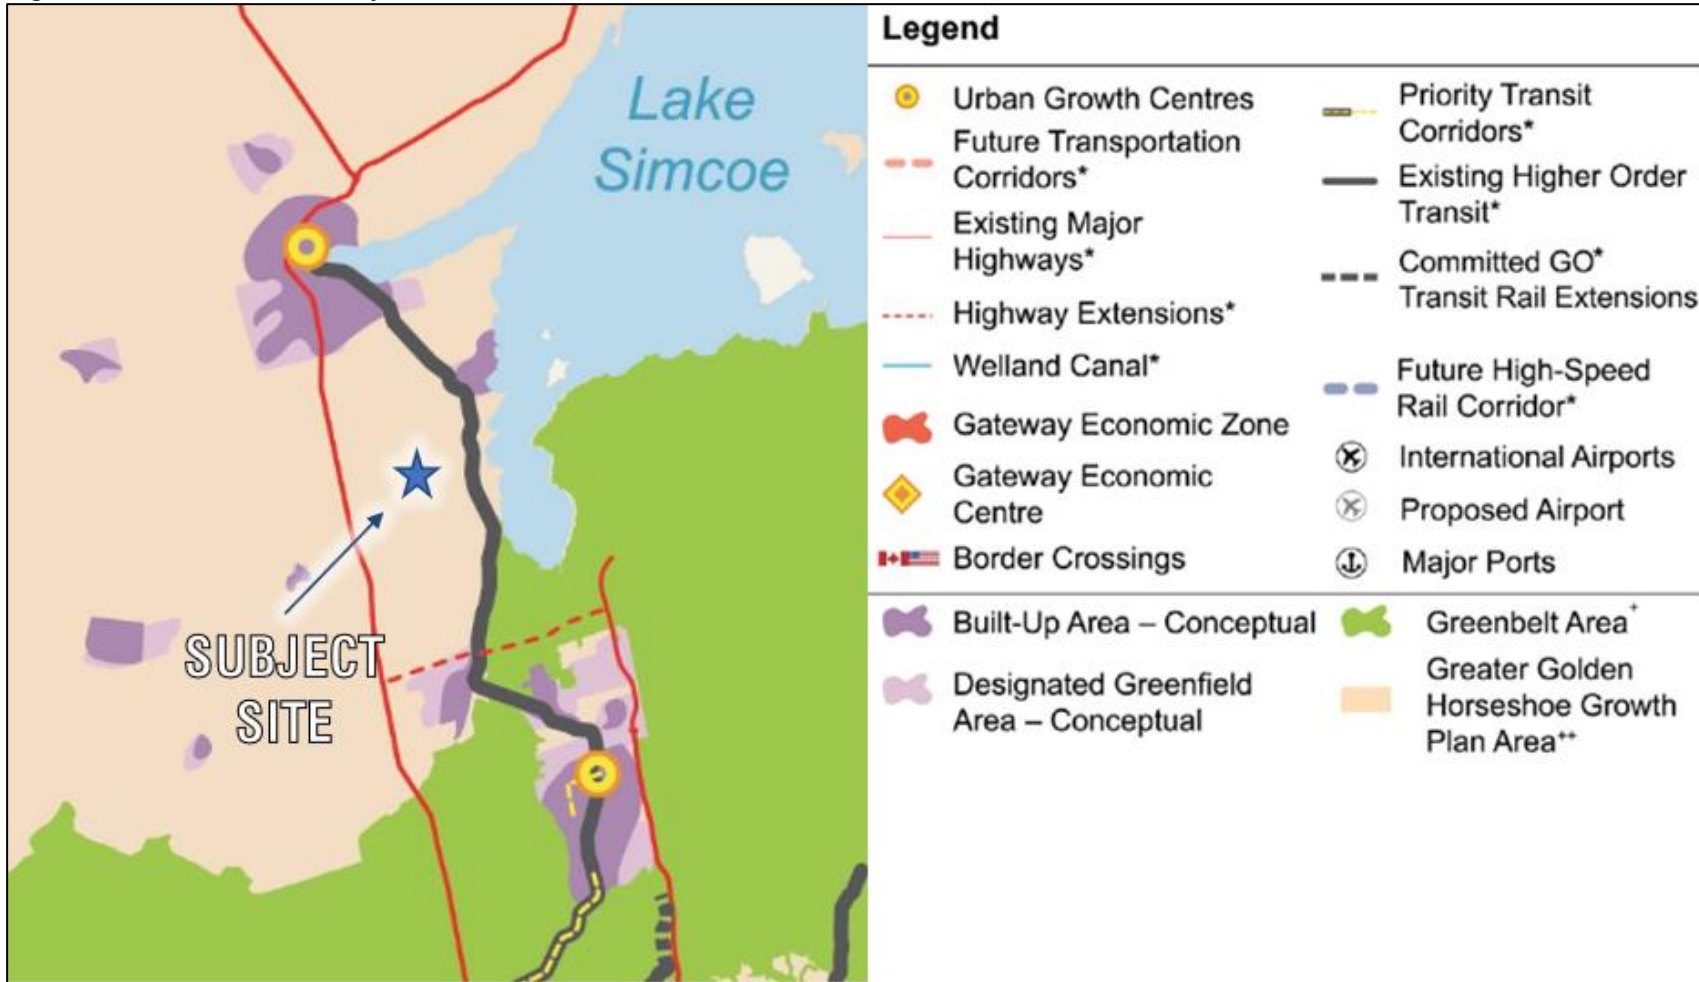 Lake
Simcoe
SUBJECT
SITE
Legend
Urban Growth Centres
Future Transportation
Corridors*
Existing Major
Highways*
Highway Extensions*
Welland Canal*
Gateway Economic Zone
Gateway Economic
Centre
Border Crossings
Priority Transit
Corridors*
Existing Higher Order
Transit*
Committed GO*
Transit Rail Extensions
Future High-Speed
Rail Corridor*
International Airports
Proposed Airport
Major Ports
Built-Up Area – Conceptual
Designated Greenfield
Area – Conceptual
Greenbelt Area+
Greater Golden
Horseshoe Growth
Plan Area++